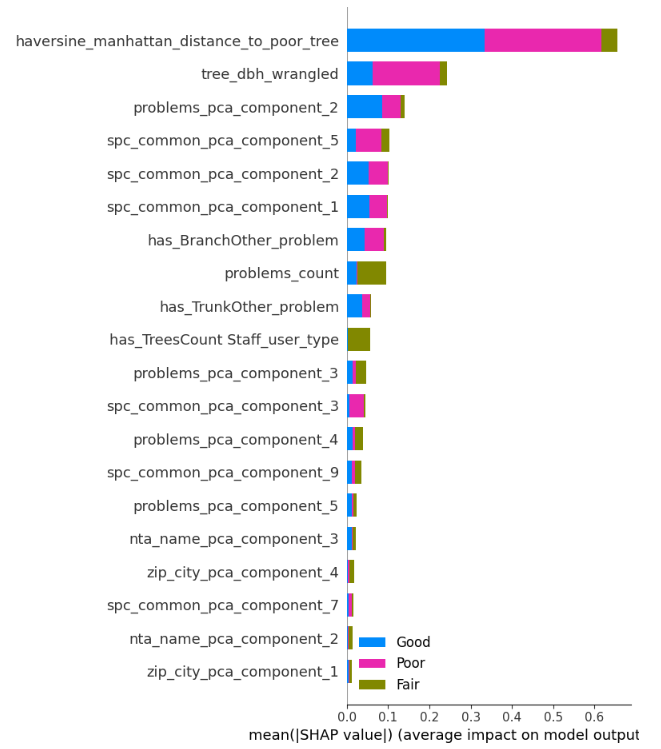 haversine_manhattan_distance_to_poor_tree
tree_dbh_wrangled
problems_pca_component_2
spc_common_pca_component_5
spc_common_pca_component_2
spc_common_pca_component_1
has_BranchOther_problem
problems_count
has_TrunkOther_problem
has_TreesCount Staff_user_type
problems_pca_component_3
spc_common_pca_component_3
problems_pca_component_4
spc_common_pca_component_9
problems_pca_component_5
nta_name_pca_component_3
zip_city_pca_component_4
spc_common_pca_component_7
nta_name_pca_component_2
zip_city_pca_component_1
Good
Poor
Fair
0.0 0.1 0.2 0.3 0.4 0.5 0.6
mean(|SHAP value|) (average impact on model output